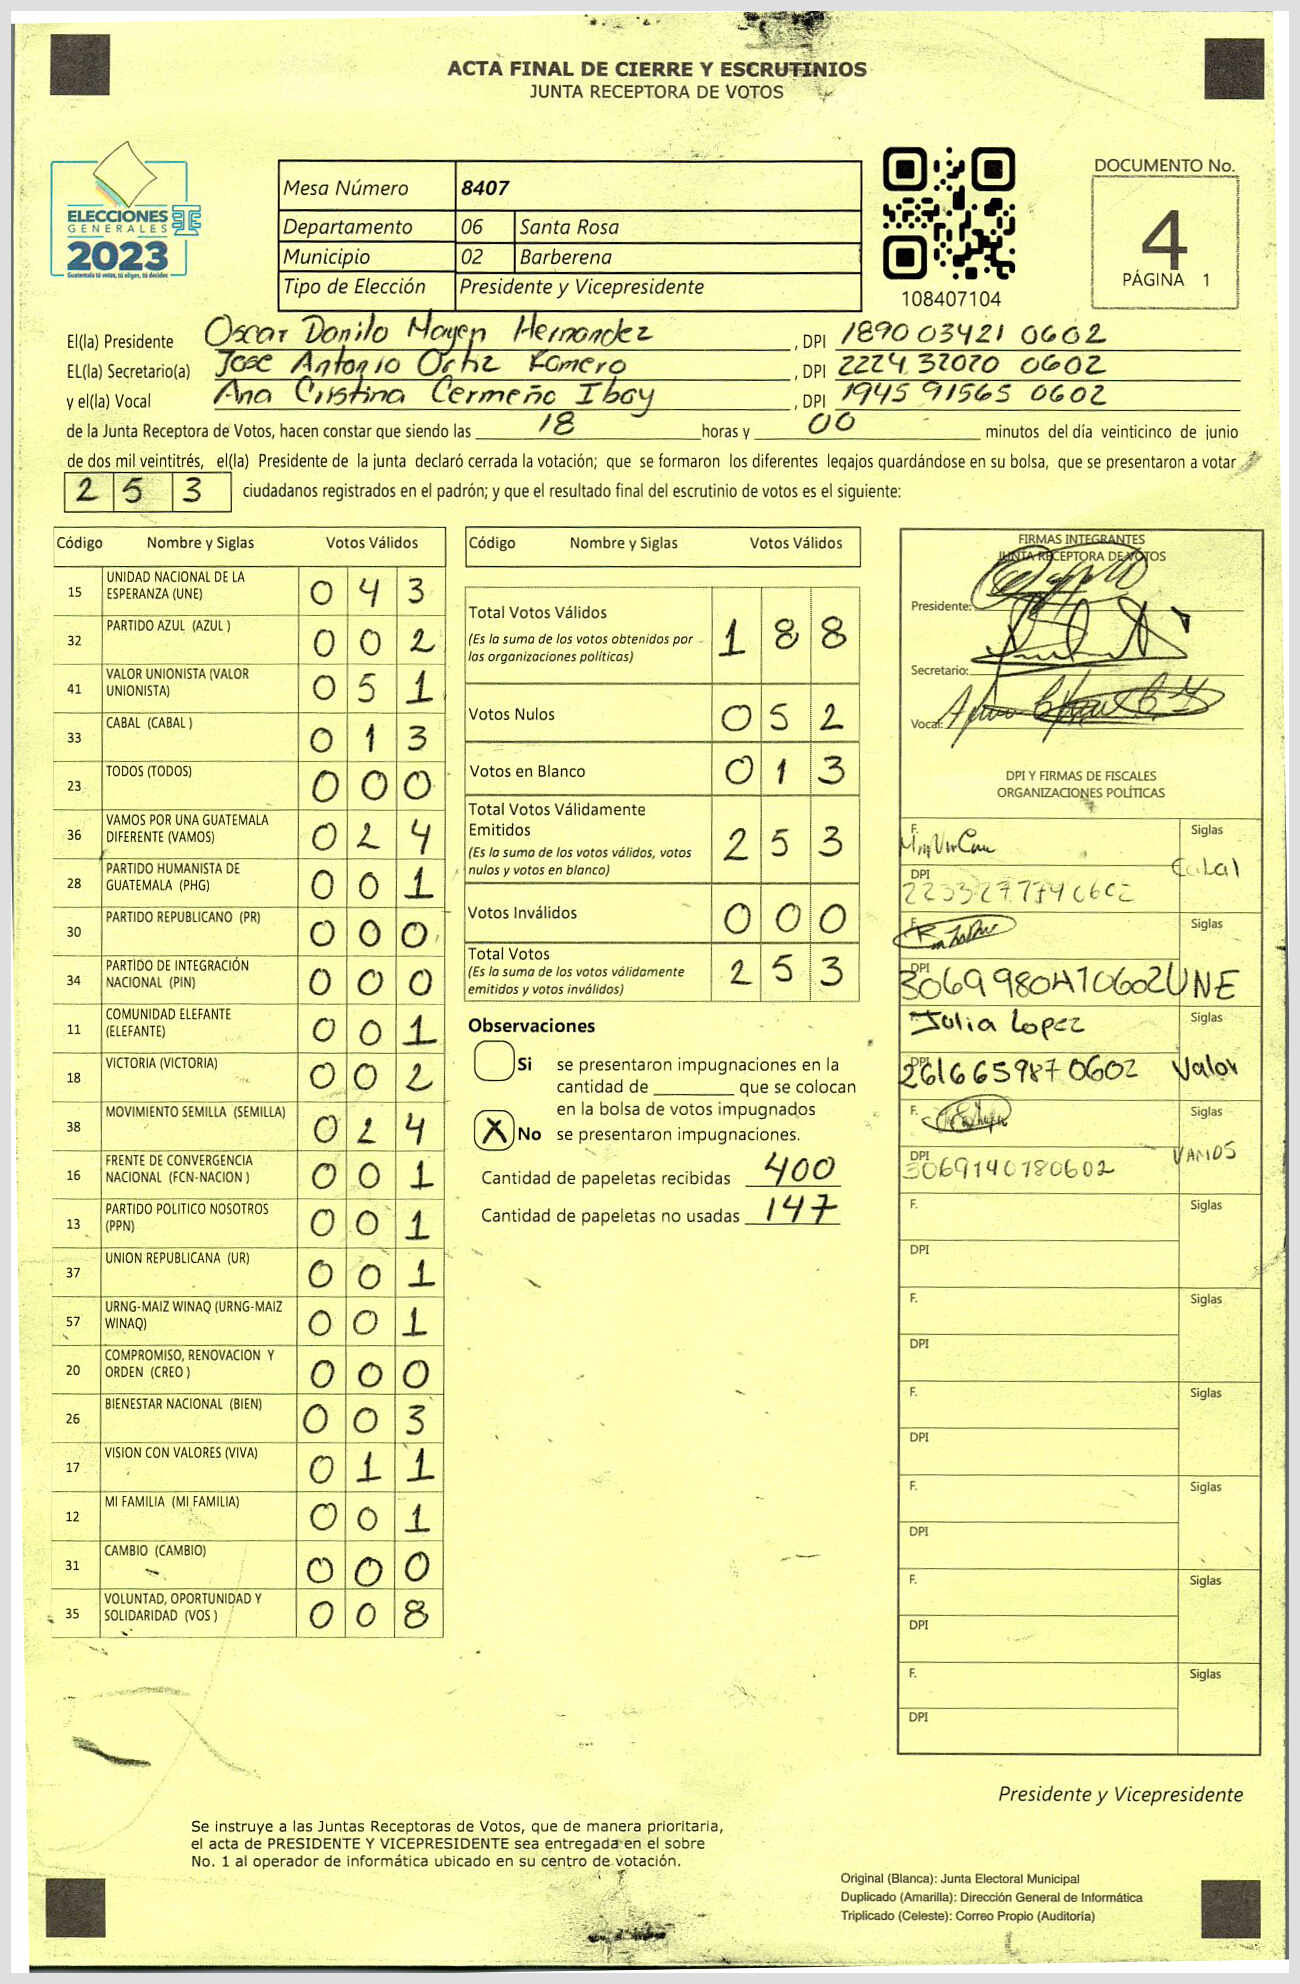 ACTA FINAL DE CIERRE Y ESCRUTINIOS
JUNTA RECEPTORA DE VOTOS
ELECCIONES
GENERALES
2023
Guatemala tú votas, tú eliges, tú decides
Mesa Número 8407
Departamento 06 Santa Rosa
Municipio 02 Barberena
Tipo de Elección Presidente y Vicepresidente
108407104
DOCUMENTO No.
4
PÁGINA 1
El(la) Presidente Oscar Danilo Mayen Hernandez , DPI 1890 03421 0602
EL(la) Secretario(a) Jose Antonio Ortiz Romero , DPI 2224 32020 0602
y el(la) Vocal Ana Cristina Cermeño Iboy , DPI 1945 91565 0602
de la Junta Receptora de Votos, hacen constar que siendo las 18 horas y 00 minutos del día veinticinco de junio
de dos mil veintitrés, el(la) Presidente de la junta declaró cerrada la votación; que se formaron los diferentes legajos guardándose en su bolsa, que se presentaron a votar
253 ciudadanos registrados en el padrón; y que el resultado final del escrutinio de votos es el siguiente:
Código Nombre y Siglas Votos Válidos
15 UNIDAD NACIONAL DE LA ESPERANZA (UNE) 0 4 3
32 PARTIDO AZUL (AZUL ) 0 0 2
41 VALOR UNIONISTA (VALOR UNIONISTA) 0 5 1
33 CABAL (CABAL ) 0 1 3
23 TODOS (TODOS) 0 0 0
36 VAMOS POR UNA GUATEMALA DIFERENTE (VAMOS) 0 2 4
28 PARTIDO HUMANISTA DE GUATEMALA (PHG) 0 0 1
30 PARTIDO REPUBLICANO (PR) 0 0 0
34 PARTIDO DE INTEGRACIÓN NACIONAL (PIN) 0 0 0
11 COMUNIDAD ELEFANTE (ELEFANTE) 0 0 1
18 VICTORIA (VICTORIA) 0 0 2
38 MOVIMIENTO SEMILLA (SEMILLA) 0 2 4
16 FRENTE DE CONVERGENCIA NACIONAL (FCN-NACION ) 0 0 1
13 PARTIDO POLITICO NOSOTROS (PPN) 0 0 1
37 UNION REPUBLICANA (UR) 0 0 1
57 URNG-MAIZ WINAQ (URNG-MAIZ WINAQ) 0 0 1
20 COMPROMISO, RENOVACION Y ORDEN (CREO ) 0 0 0
26 BIENESTAR NACIONAL (BIEN) 0 0 3
17 VISION CON VALORES (VIVA) 0 1 1
12 MI FAMILIA (MI FAMILIA) 0 0 1
31 CAMBIO (CAMBIO) 0 0 0
35 VOLUNTAD, OPORTUNIDAD Y SOLIDARIDAD (VOS ) 0 0 8
Código Nombre y Siglas Votos Válidos
Total Votos Válidos 1 8 8
(Es la suma de los votos obtenidos por
las organizaciones políticas)
Votos Nulos 0 5 2
Votos en Blanco 0 1 3
Total Votos Válidamente
Emitidos 2 5 3
(Es la suma de los votos válidos, votos
nulos y votos en blanco)
Votos Inválidos 0 0 0
Total Votos 2 5 3
(Es la suma de los votos válidamente
emitidos y votos inválidos)
Observaciones
Si se presentaron impugnaciones en la
cantidad de ________ que se colocan
en la bolsa de votos impugnados
X No se presentaron impugnaciones.
Cantidad de papeletas recibidas 400
Cantidad de papeletas no usadas 147
FIRMAS INTEGRANTES
JUNTA RECEPTORA DE VOTOS
Presidente:
Secretario:
Vocal:
DPI Y FIRMAS DE FISCALES
ORGANIZACIONES POLÍTICAS
F. Siglas
Cabal
DPI
F. Siglas
DPI UNE
F. Julia Lopez Siglas
DPI 261665987 0602 Valor
F. Siglas
VAMOS
DPI 3069140780602
F. Siglas
DPI
F. Siglas
DPI
F. Siglas
DPI
F. Siglas
DPI
F. Siglas
DPI
F. Siglas
DPI
Presidente y Vicepresidente
Se instruye a las Juntas Receptoras de Votos, que de manera prioritaria,
el acta de PRESIDENTE Y VICEPRESIDENTE sea entregada en el sobre
No. 1 al operador de informática ubicado en su centro de votación.
Original (Blanca): Junta Electoral Municipal
Duplicado (Amarilla): Dirección General de Informática
Triplicado (Celeste): Correo Propio (Auditoría)